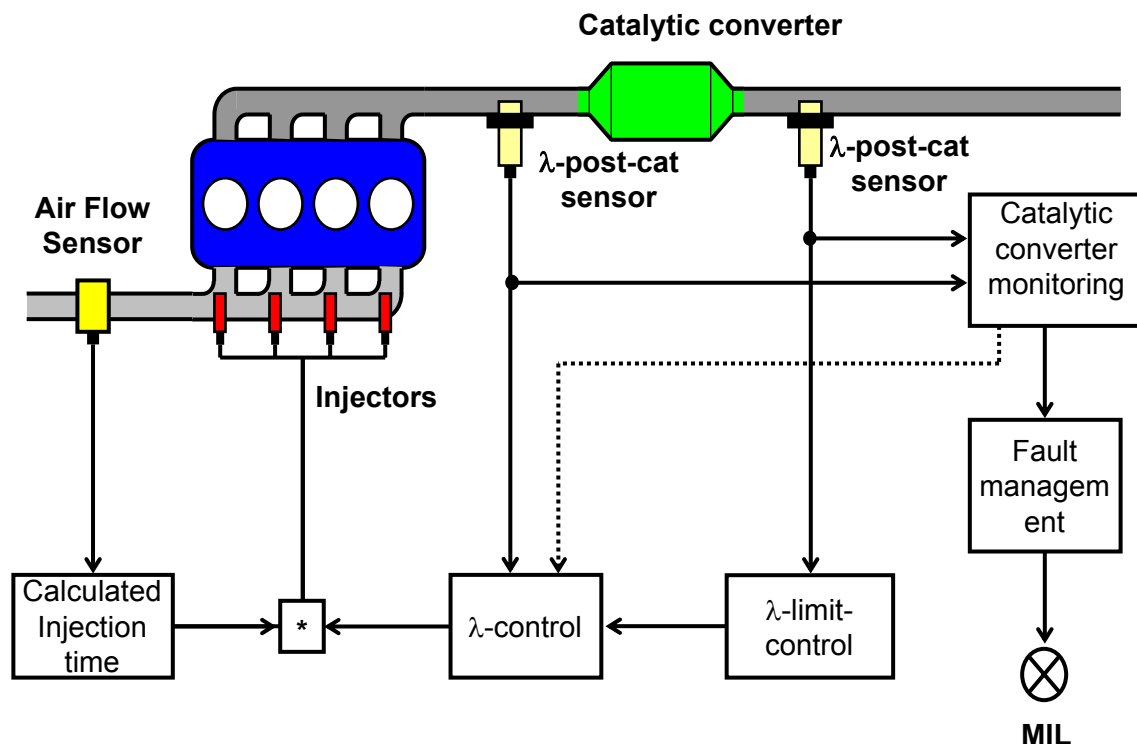 Catalytic converter
λ-post-cat
sensor
λ-post-cat
sensor
Air Flow
Sensor
Catalytic
converter
monitoring
Injectors
Fault
managem
ent
Calculated
Injection
time
*
λ-control
λ-limit-
control
MIL